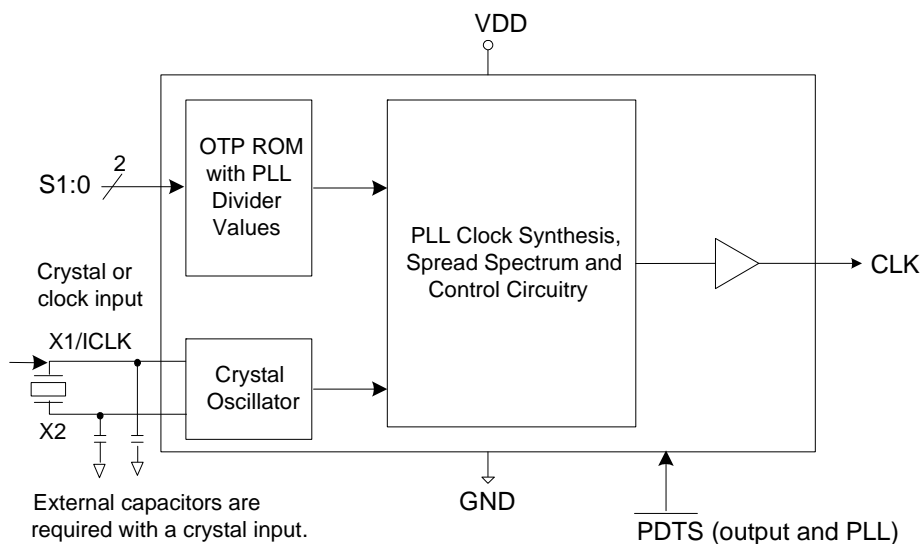 VDD
OTP ROM
with PLL
Divider
Values
2
S1:0
PLL Clock Synthesis,
Spread Spectrum and
Control Circuitry
CLK
Crystal or
clock input
X1/ICLK
Crystal
Oscillator
X2
External capacitors are
required with a crystal input.
GND
PDTS (output and PLL)